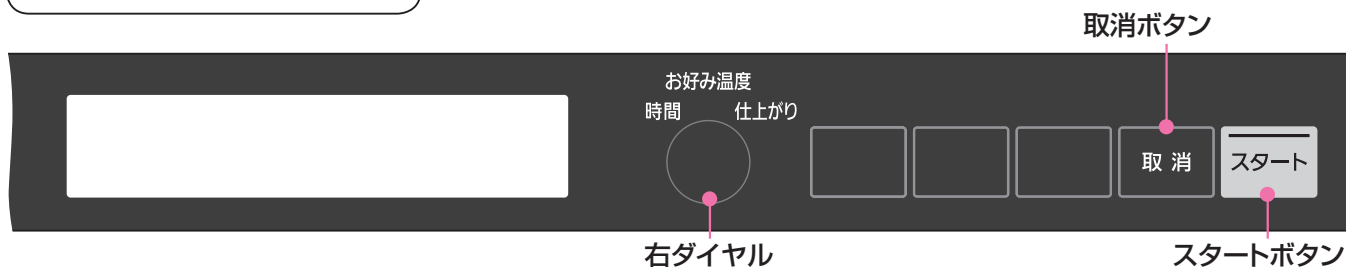 取消ボタン
お好み温度
時間 仕上がり
取消 スタート
右ダイヤル スタートボタン